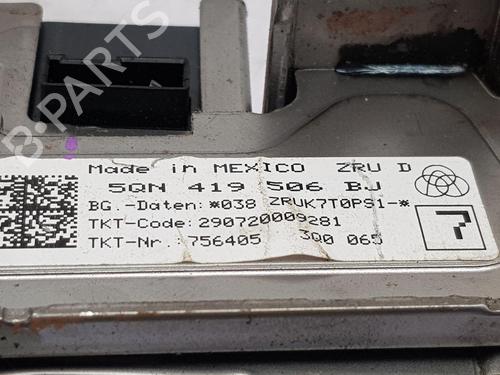 B-PARTS
Made in MEXICO ZRU D
5QN 419 506 BJ
BG.-Daten: *038 ZRUK7T0PS1-*
TKT-Code: 290720009281
TKT-Nr.: 756405 3Q0 065
7